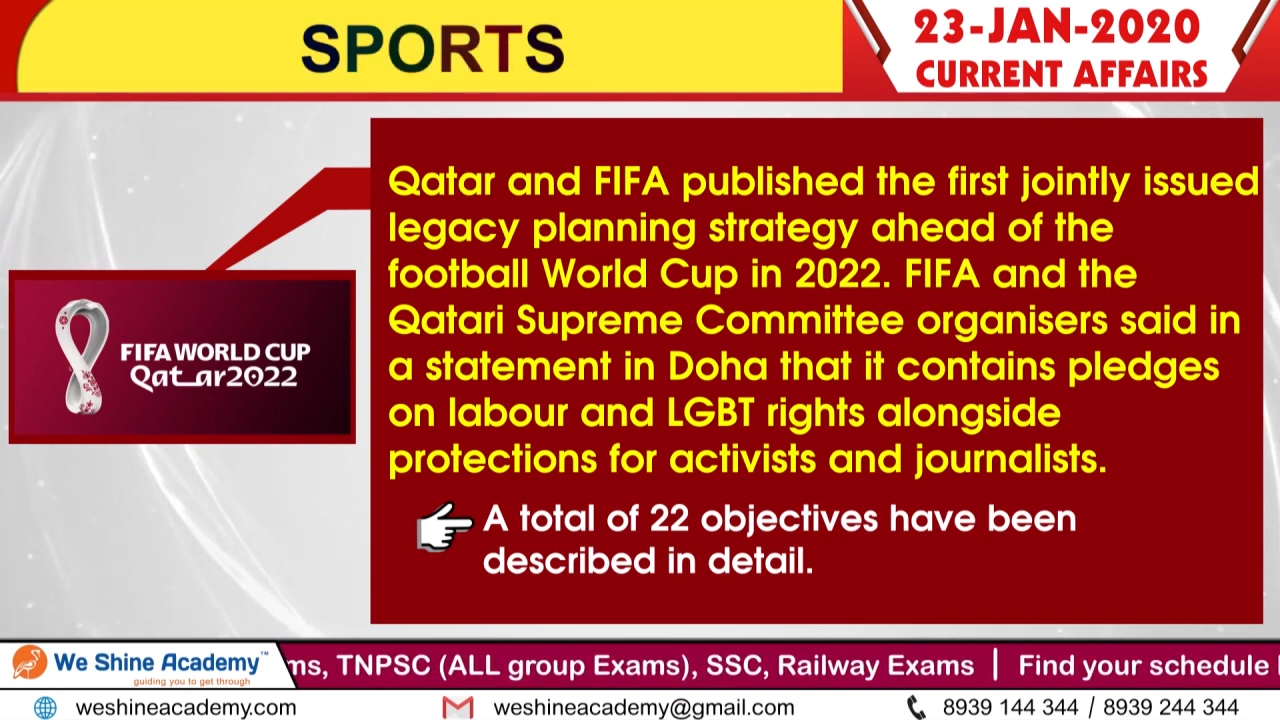 SPORTS
23-JAN-2020
CURRENT AFFAIRS
Qatar and FIFA published the first jointly issued
legacy planning strategy ahead of the
football World Cup in 2022. FIFA and the
Qatari Supreme Committee organisers said in
a statement in Doha that it contains pledges
on labour and LGBT rights alongside
protections for activists and journalists.
A total of 22 objectives have been
described in detail.
FIFA WORLD CUP
Qatar2022
We Shine Academy™
guiding you to get through
ms, TNPSC (ALL group Exams), SSC, Railway Exams | Find your schedule
weshineacademy.com
weshineacademy@gmail.com
8939 144 344 / 8939 244 344